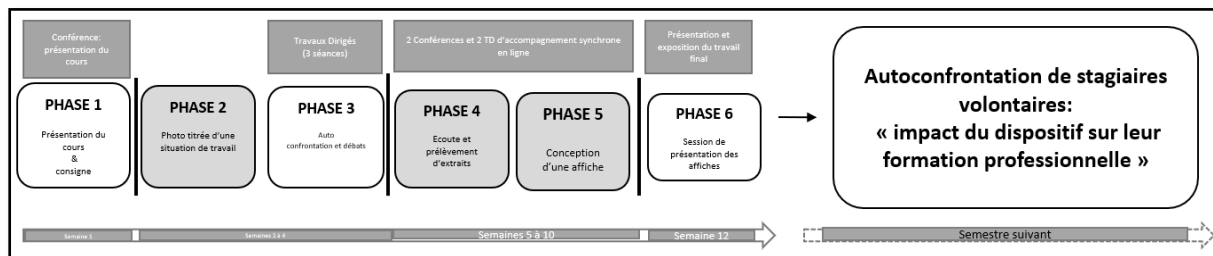 Conférence:
présentation du
cours
Travaux Dirigés
(3 séances)
2 Conférences et 2 TD d'accompagnement synchrone
en ligne
Présentation et
exposition du travail
final
PHASE 1
Présentation du
cours
&
consigne
PHASE 2
Photo titrée d'une
situation de travail
PHASE 3
Auto
confrontation et débats
PHASE 4
Ecoute et
prélèvement
d'extraits
PHASE 5
Conception
d'une affiche
PHASE 6
Session de
présentation des
affiches
Autoconfrontation de stagiaires
volontaires:
« impact du dispositif sur leur
formation professionnelle »
Semaine 1
Semaines 2 à 4
Semaines 5 à 10
Semaine 12
Semestre suivant